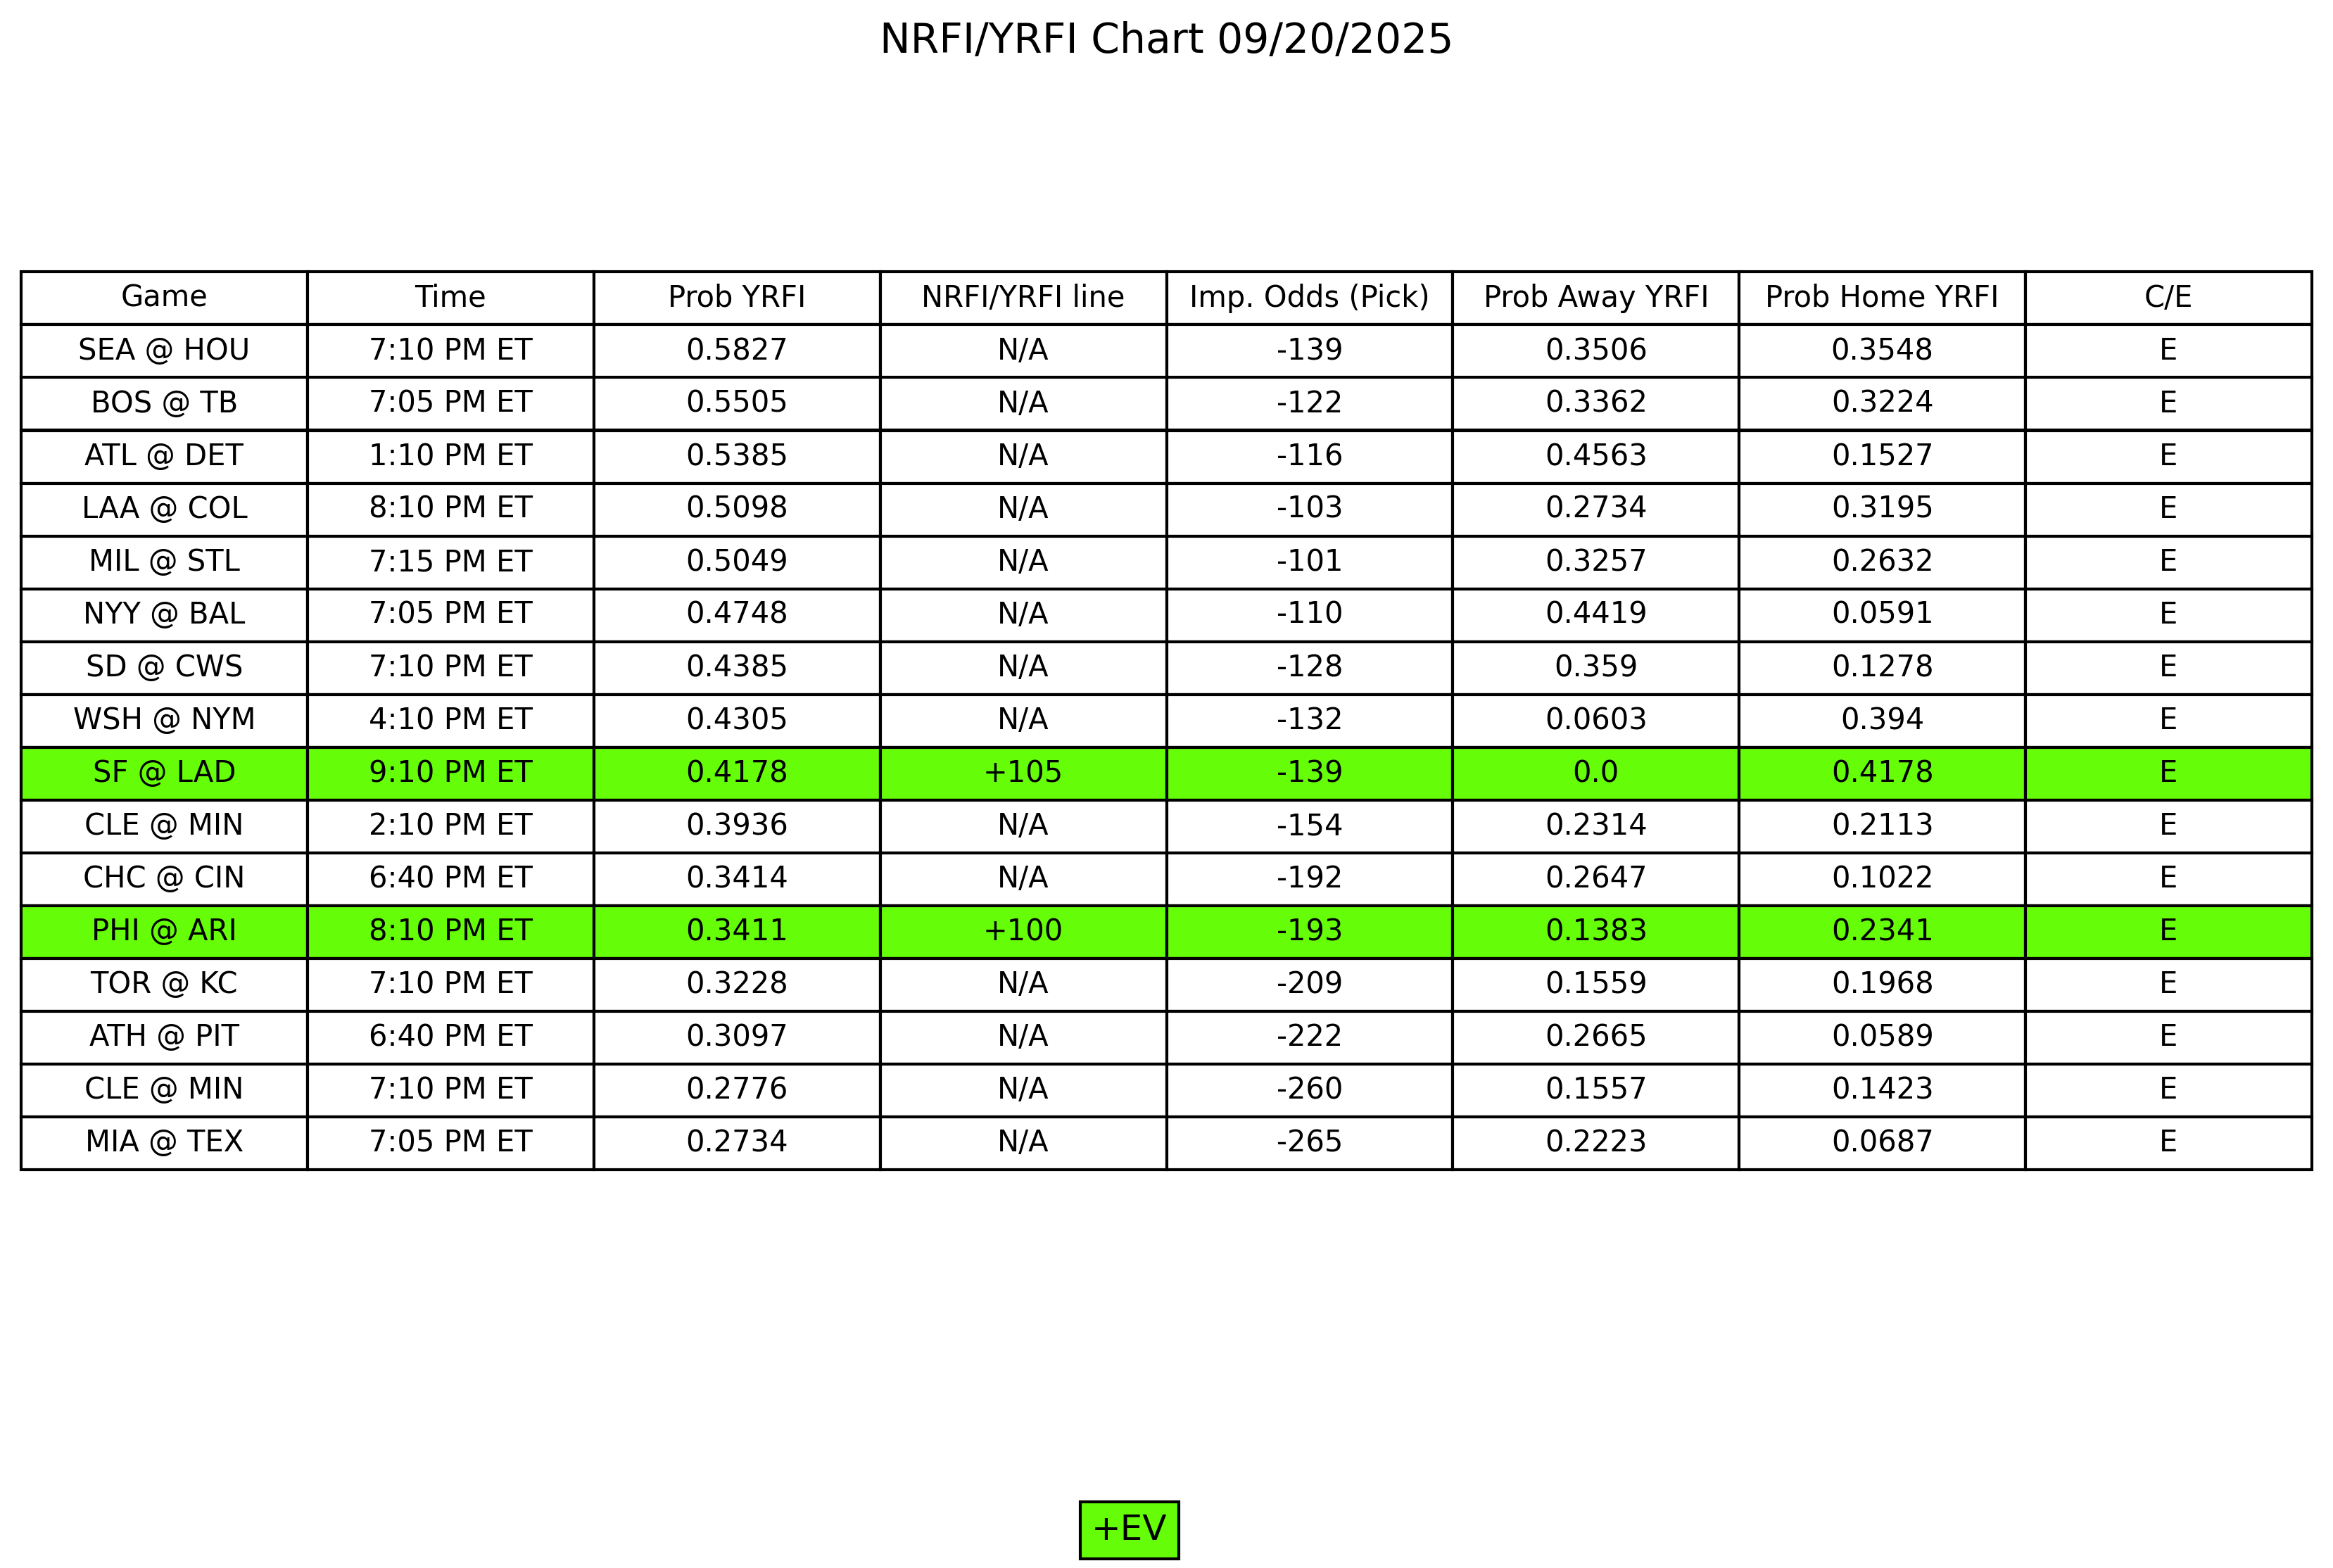 NRFI/YRFI Chart 09/20/2025
Game Time Prob YRFI NRFI/YRFI line Imp. Odds (Pick) Prob Away YRFI Prob Home YRFI C/E
SEA @ HOU 7:10 PM ET 0.5827 N/A -139 0.3506 0.3548 E
BOS @ TB 7:05 PM ET 0.5505 N/A -122 0.3362 0.3224 E
ATL @ DET 1:10 PM ET 0.5385 N/A -116 0.4563 0.1527 E
LAA @ COL 8:10 PM ET 0.5098 N/A -103 0.2734 0.3195 E
MIL @ STL 7:15 PM ET 0.5049 N/A -101 0.3257 0.2632 E
NYY @ BAL 7:05 PM ET 0.4748 N/A -110 0.4419 0.0591 E
SD @ CWS 7:10 PM ET 0.4385 N/A -128 0.359 0.1278 E
WSH @ NYM 4:10 PM ET 0.4305 N/A -132 0.0603 0.394 E
SF @ LAD 9:10 PM ET 0.4178 +105 -139 0.0 0.4178 E
CLE @ MIN 2:10 PM ET 0.3936 N/A -154 0.2314 0.2113 E
CHC @ CIN 6:40 PM ET 0.3414 N/A -192 0.2647 0.1022 E
PHI @ ARI 8:10 PM ET 0.3411 +100 -193 0.1383 0.2341 E
TOR @ KC 7:10 PM ET 0.3228 N/A -209 0.1559 0.1968 E
ATH @ PIT 6:40 PM ET 0.3097 N/A -222 0.2665 0.0589 E
CLE @ MIN 7:10 PM ET 0.2776 N/A -260 0.1557 0.1423 E
MIA @ TEX 7:05 PM ET 0.2734 N/A -265 0.2223 0.0687 E
+EV